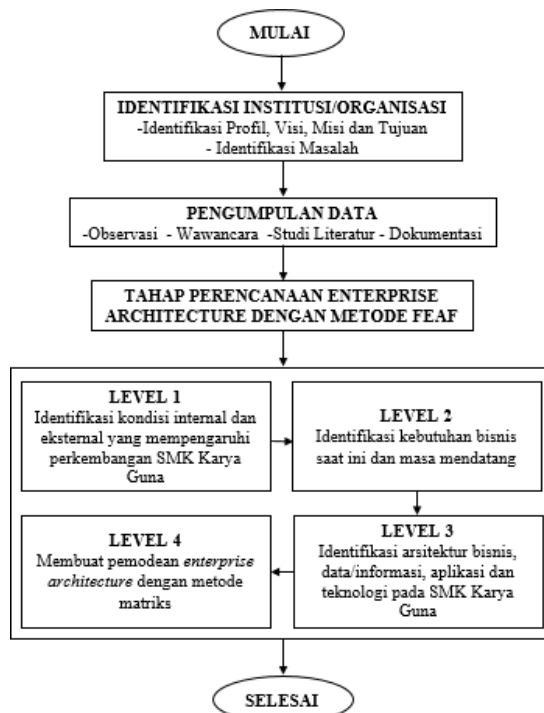 MULAI
IDENTIFIKASI INSTITUSI/ORGANISASI
-Identifikasi Profil, Visi, Misi dan Tujuan
- Identifikasi Masalah
PENGUMPULAN DATA
-Observasi - Wawancara -Studi Literatur - Dokumentasi
TAHAP PERENCANAAN ENTERPRISE
ARCHITECTURE DENGAN METODE FEAF
LEVEL 1
Identifikasi kondisi internal dan
eksternal yang mempengaruhi
perkembangan SMK Karya
Guna
LEVEL 2
Identifikasi kebutuhan bisnis
saat ini dan masa mendatang
LEVEL 3
Identifikasi arsitektur bisnis,
data/informasi, aplikasi dan
teknologi pada SMK Karya
Guna
LEVEL 4
Membuat pemodean enterprise
architecture dengan metode
matriks
SELESAI